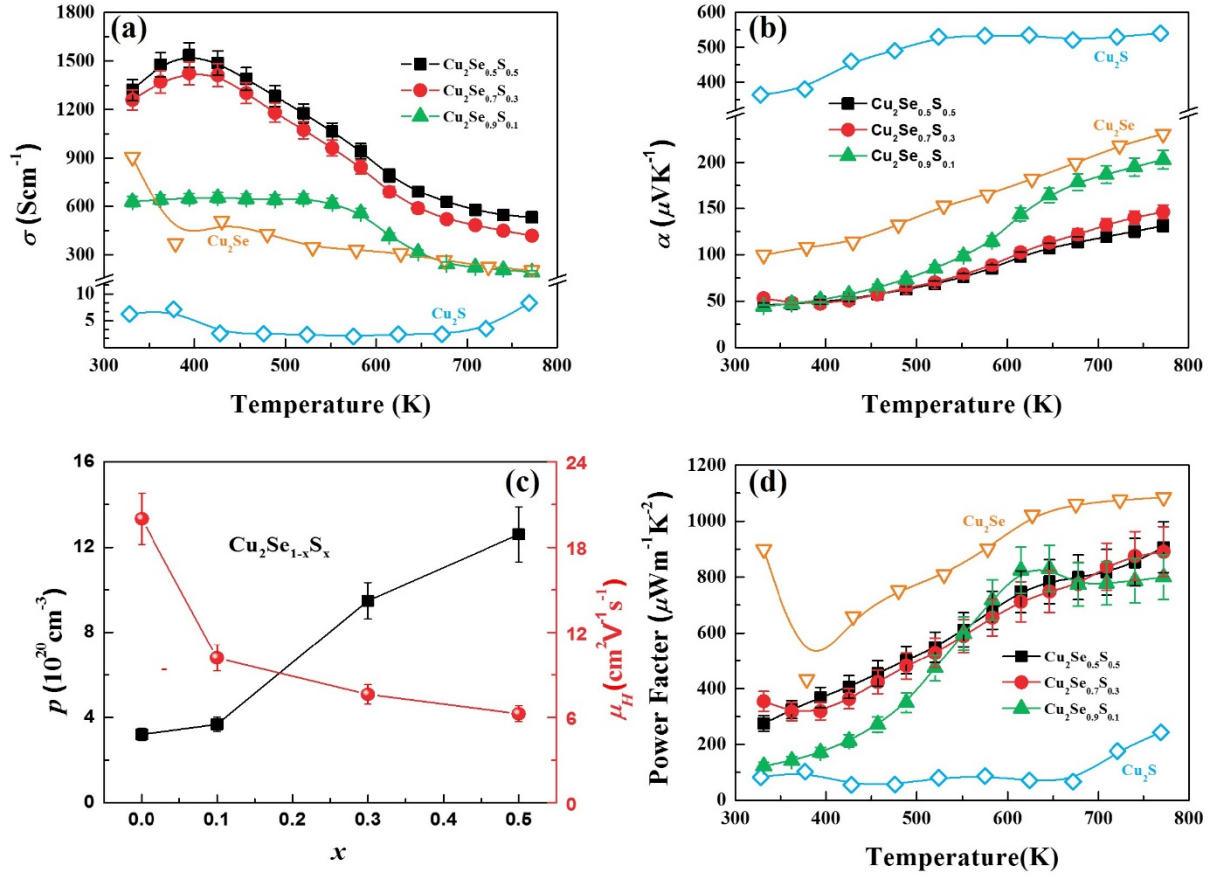 (a)
σ (Scm⁻¹)
1800
1500
1200
900
600
300
10
5
Cu₂Se₀.₅S₀.₅
Cu₂Se₀.₇S₀.₃
Cu₂Se₀.₉S₀.₁
Cu₂Se
Cu₂S
300 400 500 600 700 800
Temperature (K)
(b)
α (μVK⁻¹)
600
500
400
200
150
100
50
0
Cu₂S
Cu₂Se₀.₅S₀.₅
Cu₂Se₀.₇S₀.₃
Cu₂Se₀.₉S₀.₁
Cu₂Se
300 400 500 600 700 800
Temperature (K)
(c)
p (10²⁰ cm⁻³)
16
12
8
4
0
Cu₂Se₁₋ₓSₓ
24
18
12
6
0
μ_H (cm²V⁻¹s⁻¹)
0.0 0.1 0.2 0.3 0.4 0.5
x
(d)
Power Facter (μWm⁻¹K⁻²)
1200
1000
800
600
400
200
0
Cu₂Se
Cu₂Se₀.₅S₀.₅
Cu₂Se₀.₇S₀.₃
Cu₂Se₀.₉S₀.₁
Cu₂S
300 400 500 600 700 800
Temperature(K)